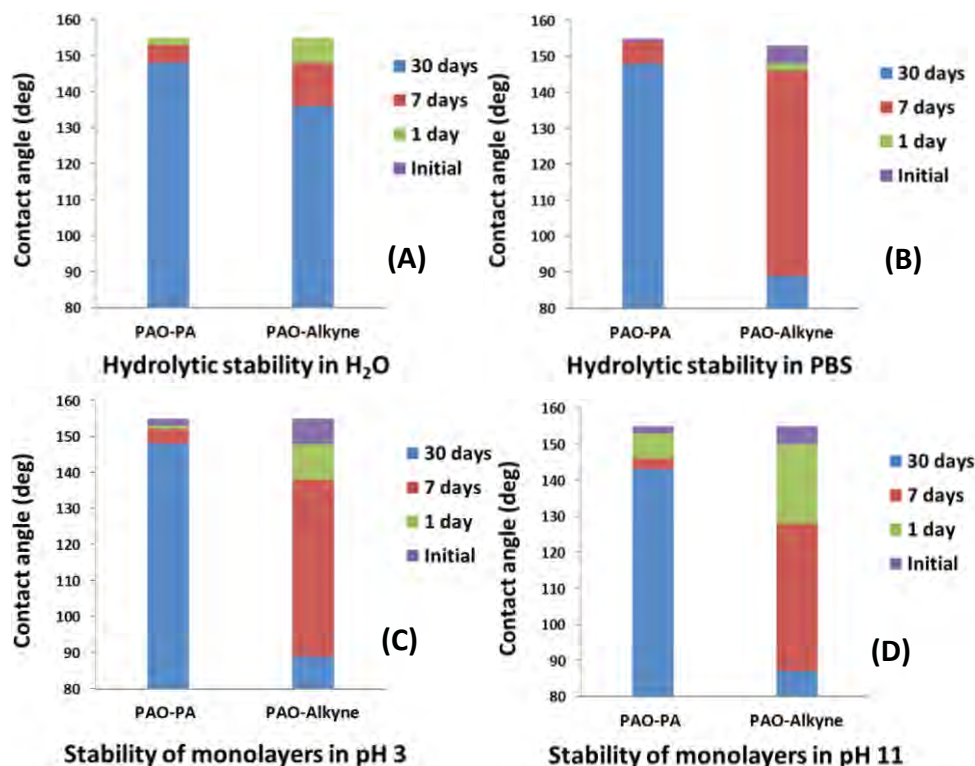 160
150
140
130
120
110
100
90
80
Contact angle (deg)
30 days
7 days
1 day
Initial
(A)
PAO-PA PAO-Alkyne
Hydrolytic stability in H₂O
160
150
140
130
120
110
100
90
80
Contact angle (deg)
30 days
7 days
1 day
Initial
(B)
PAO-PA PAO-Alkyne
Hydrolytic stability in PBS
160
150
140
130
120
110
100
90
80
Contact angle (deg)
30 days
7 days
1 day
Initial
(C)
PAO-PA PAO-Alkyne
Stability of monolayers in pH 3
160
150
140
130
120
110
100
90
80
Contact angle (deg)
30 days
7 days
1 day
Initial
(D)
PAO-PA PAO-Alkyne
Stability of monolayers in pH 11